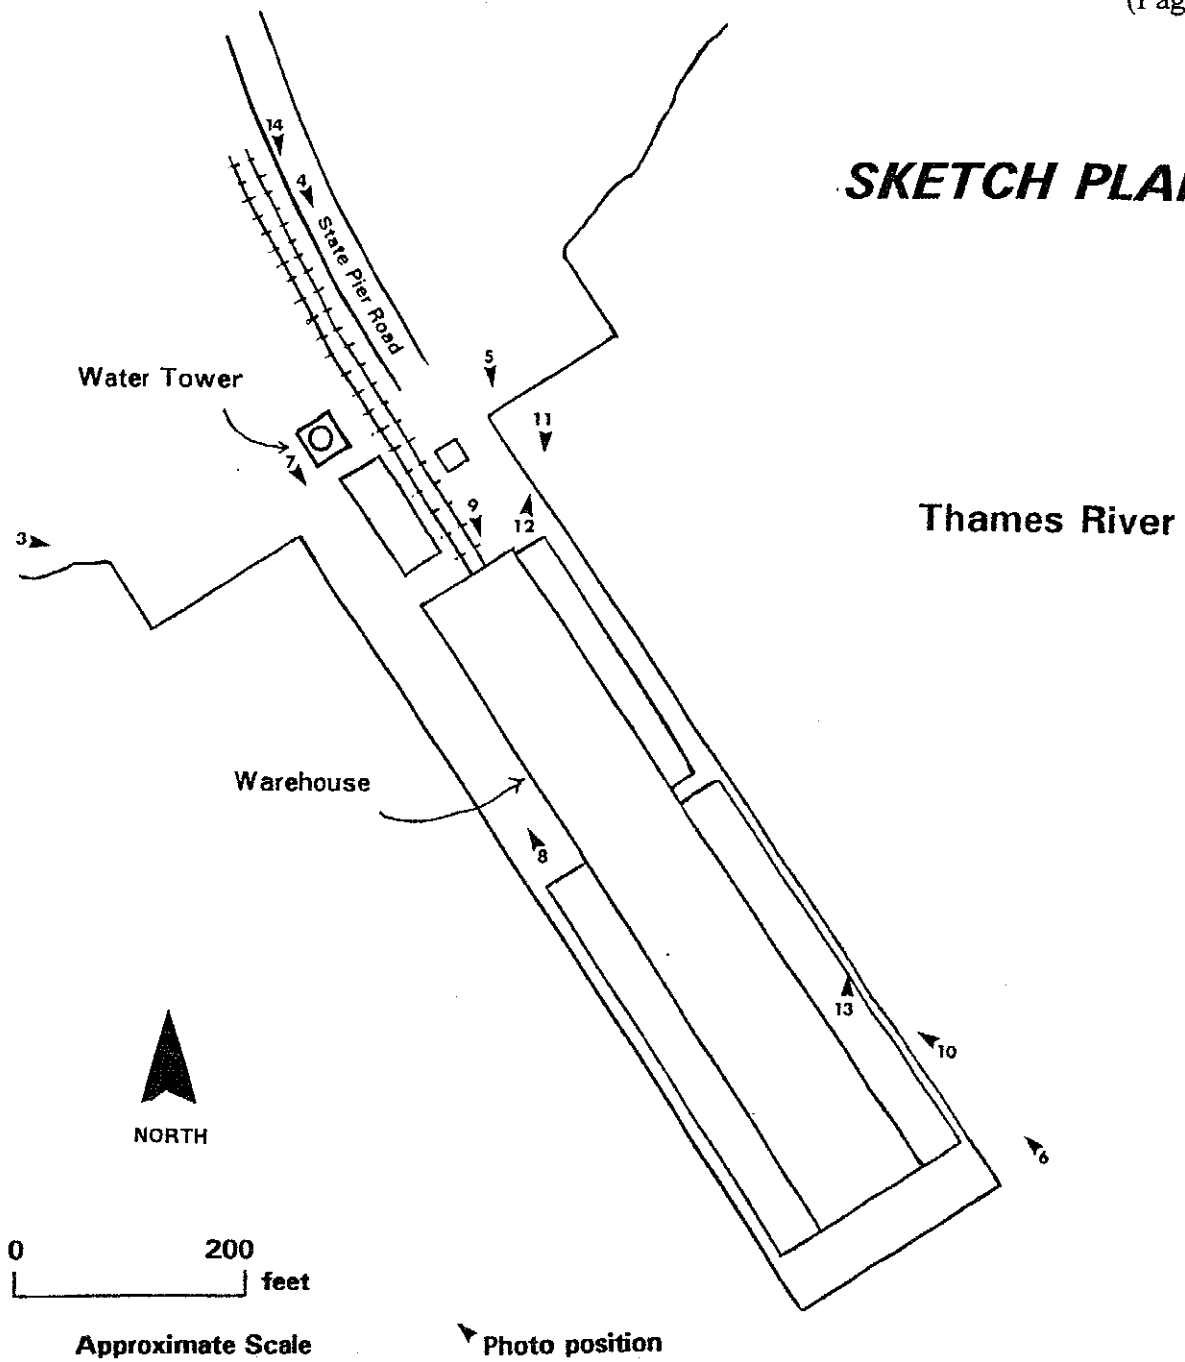 (Pag
SKETCH PLAN
14
4
State Pier Road
5
Water Tower
11
7
9
12
3
Thames River
Warehouse
8
13
10
NORTH
6
0 200
feet
Approximate Scale
Photo position